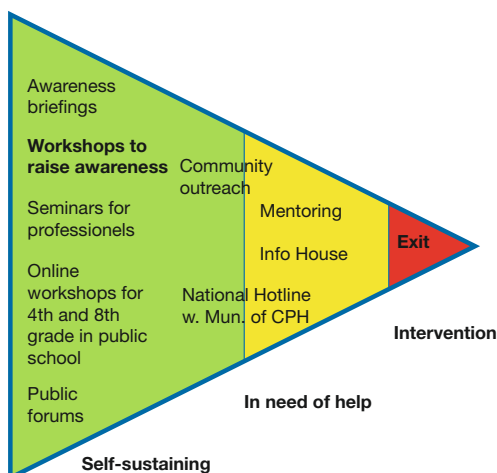 Awareness
briefings
Workshops to
raise awareness
Seminars for
professionels
Online
workshops for
4th and 8th
grade in public
school
Public
forums
Community
outreach
National Hotline
w. Mun. of CPH
Mentoring
Info House
Exit
Intervention
In need of help
Self-sustaining